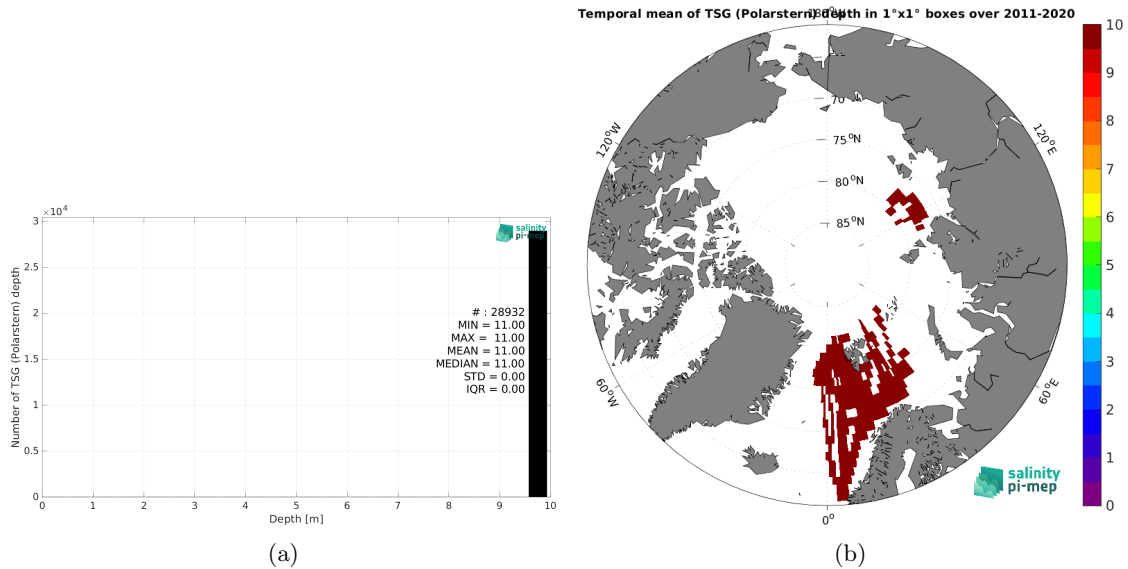 ×10⁴
3
2.5
2
1.5
1
0.5
0
Number of TSG (Polarstern) depth
salinity
pi-mep
# : 28932
MIN = 11.00
MAX = 11.00
MEAN = 11.00
MEDIAN = 11.00
STD = 0.00
IQR = 0.00
0 1 2 3 4 5 6 7 8 9 10
Depth [m]
(a)
Temporal mean of TSG (Polarstern) depth in 1°x1° boxes over 2011-2020
180°W
70
75°N
80°N
85°N
120°W
120°E
60°W
60°E
0°
salinity
pi-mep
10
9
8
7
6
5
4
3
2
1
0
(b)